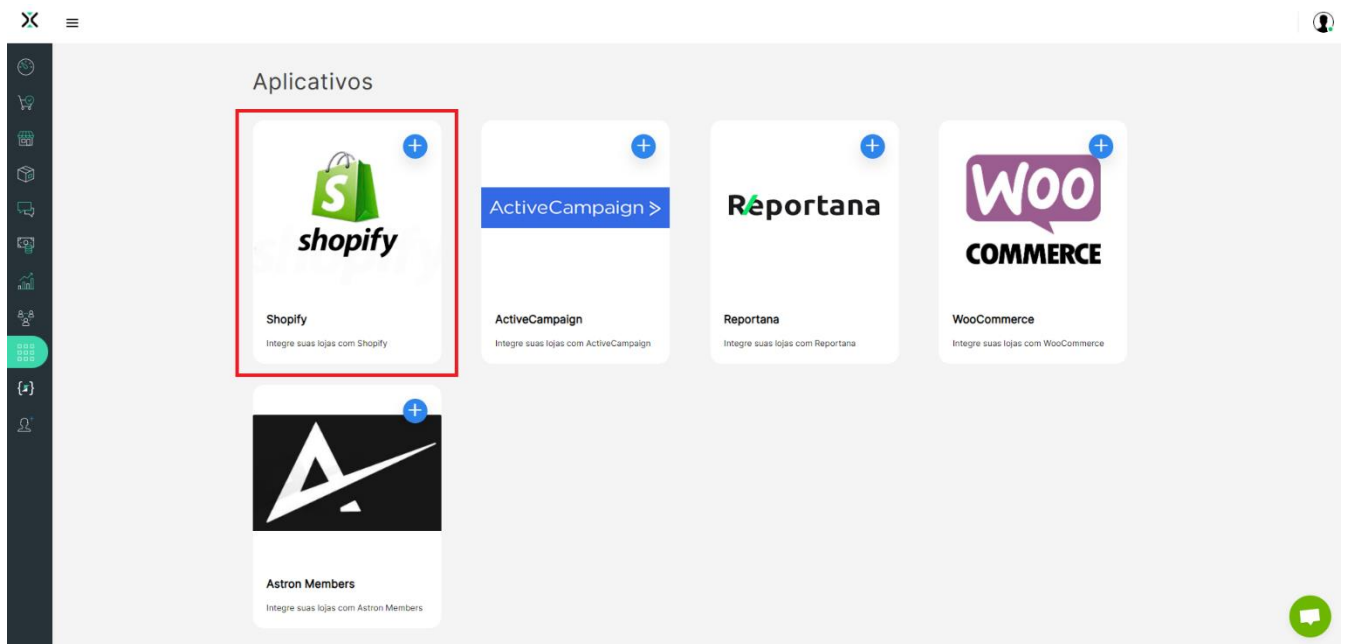 Aplicativos
shopify
ActiveCampaign >
Reportana
WOO
COMMERCE
Shopify
Integre suas lojas com Shopify
ActiveCampaign
Integre suas lojas com ActiveCampaign
Reportana
Integre suas lojas com Reportana
WooCommerce
Integre suas lojas com WooCommerce
Astron Members
Integre suas lojas com Astron Members